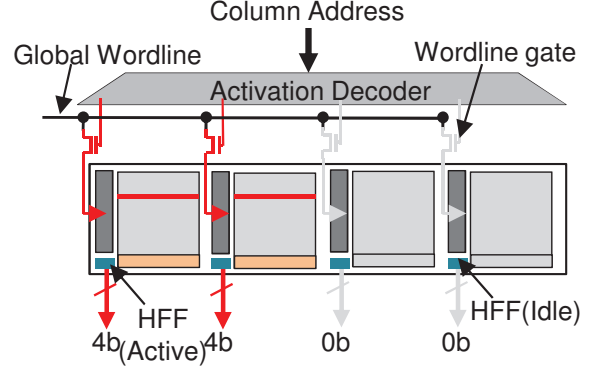 Column Address
Global Wordline
Wordline gate
Activation Decoder
HFF
(Active)
HFF(Idle)
4b
4b
0b
0b